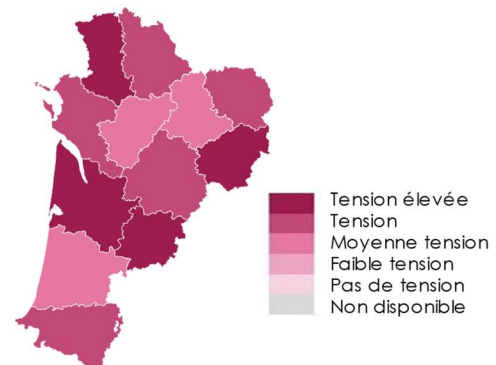 Tension élevée
Tension
Moyenne tension
Faible tension
Pas de tension
Non disponible